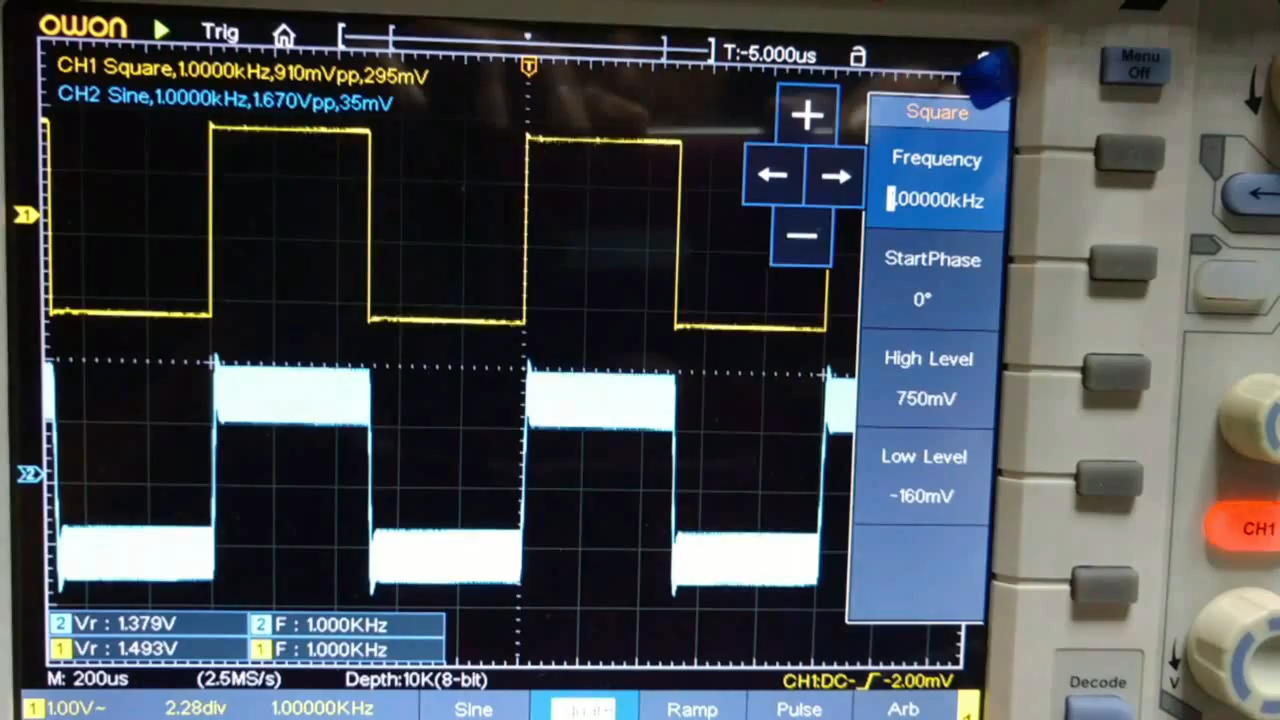 OWON Trig T:-5.000us
CH1 Square,1.0000kHz,910mVpp,295mV
CH2 Sine,1.0000kHz,1.670Vpp,35mV
T
+
← →
−
Square
Frequency
.00000kHz
StartPhase
0°
High Level
750mV
Low Level
-160mV
1
2
2 Vr : 1.379V 2 F : 1.000KHz
1 Vr : 1.493V 1 F : 1.000KHz
M: 200us (2.5MS/s) Depth:10K(8-bit) CH1:DC- -2.00mV
1 1.00V~ 2.28div 1.00000KHz Sine Square Ramp Pulse Arb
Menu
Off
←
CH1
V
Decode